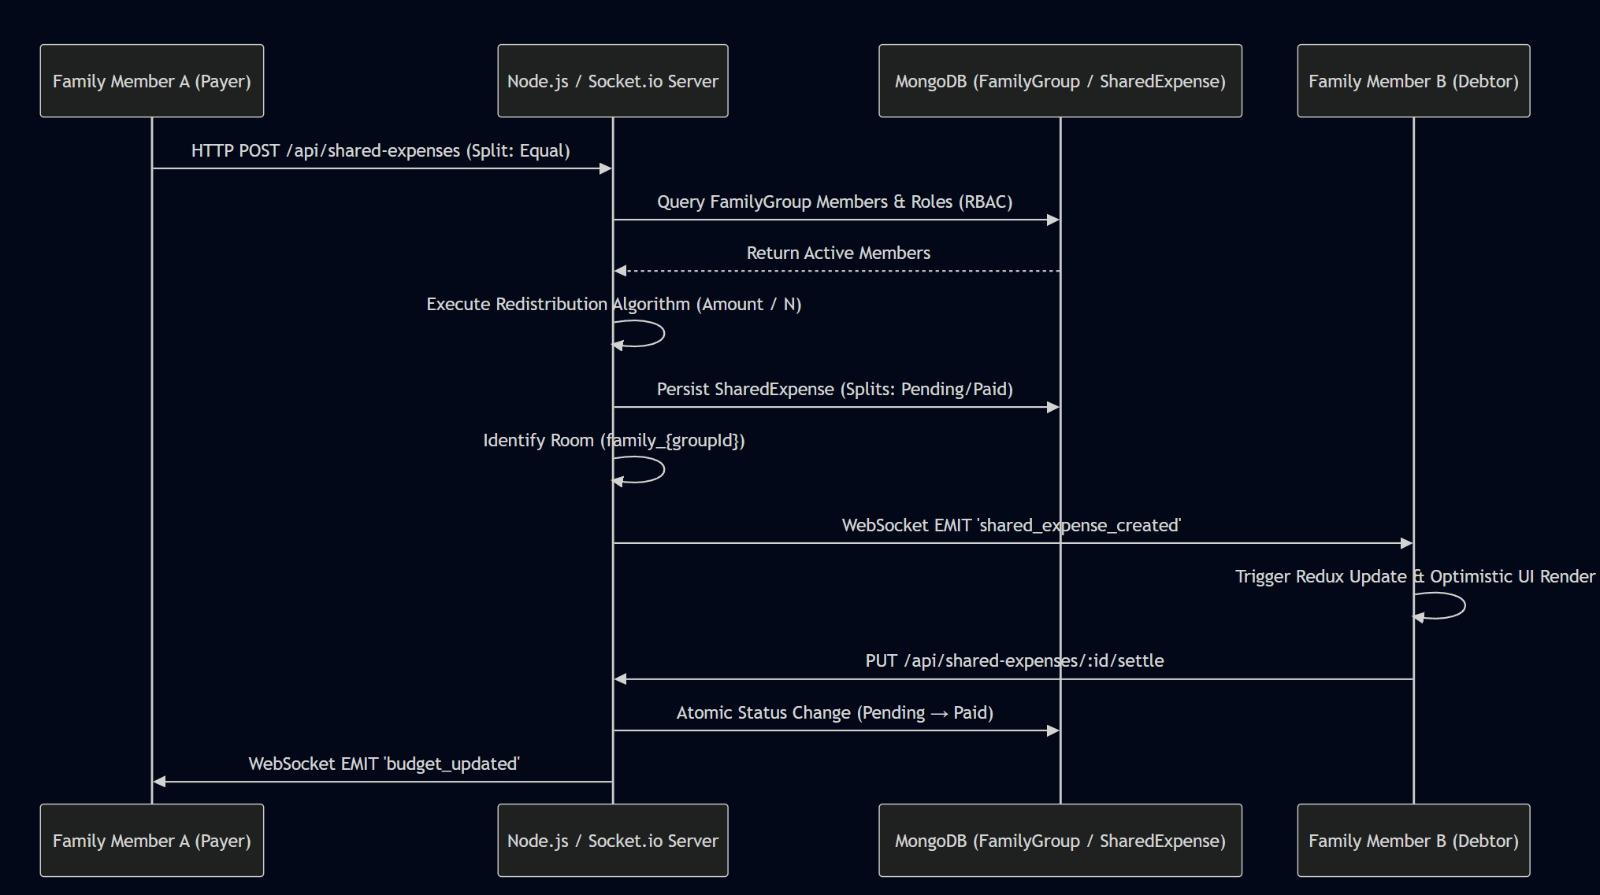 Family Member A (Payer)
Node.js / Socket.io Server
MongoDB (FamilyGroup / SharedExpense)
Family Member B (Debtor)
HTTP POST /api/shared-expenses (Split: Equal)
Query FamilyGroup Members & Roles (RBAC)
Return Active Members
Execute Redistribution Algorithm (Amount / N)
Persist SharedExpense (Splits: Pending/Paid)
Identify Room (family_{groupId})
WebSocket EMIT 'shared_expense_created'
Trigger Redux Update & Optimistic UI Render
PUT /api/shared-expenses/:id/settle
Atomic Status Change (Pending → Paid)
WebSocket EMIT 'budget_updated'
Family Member A (Payer)
Node.js / Socket.io Server
MongoDB (FamilyGroup / SharedExpense)
Family Member B (Debtor)